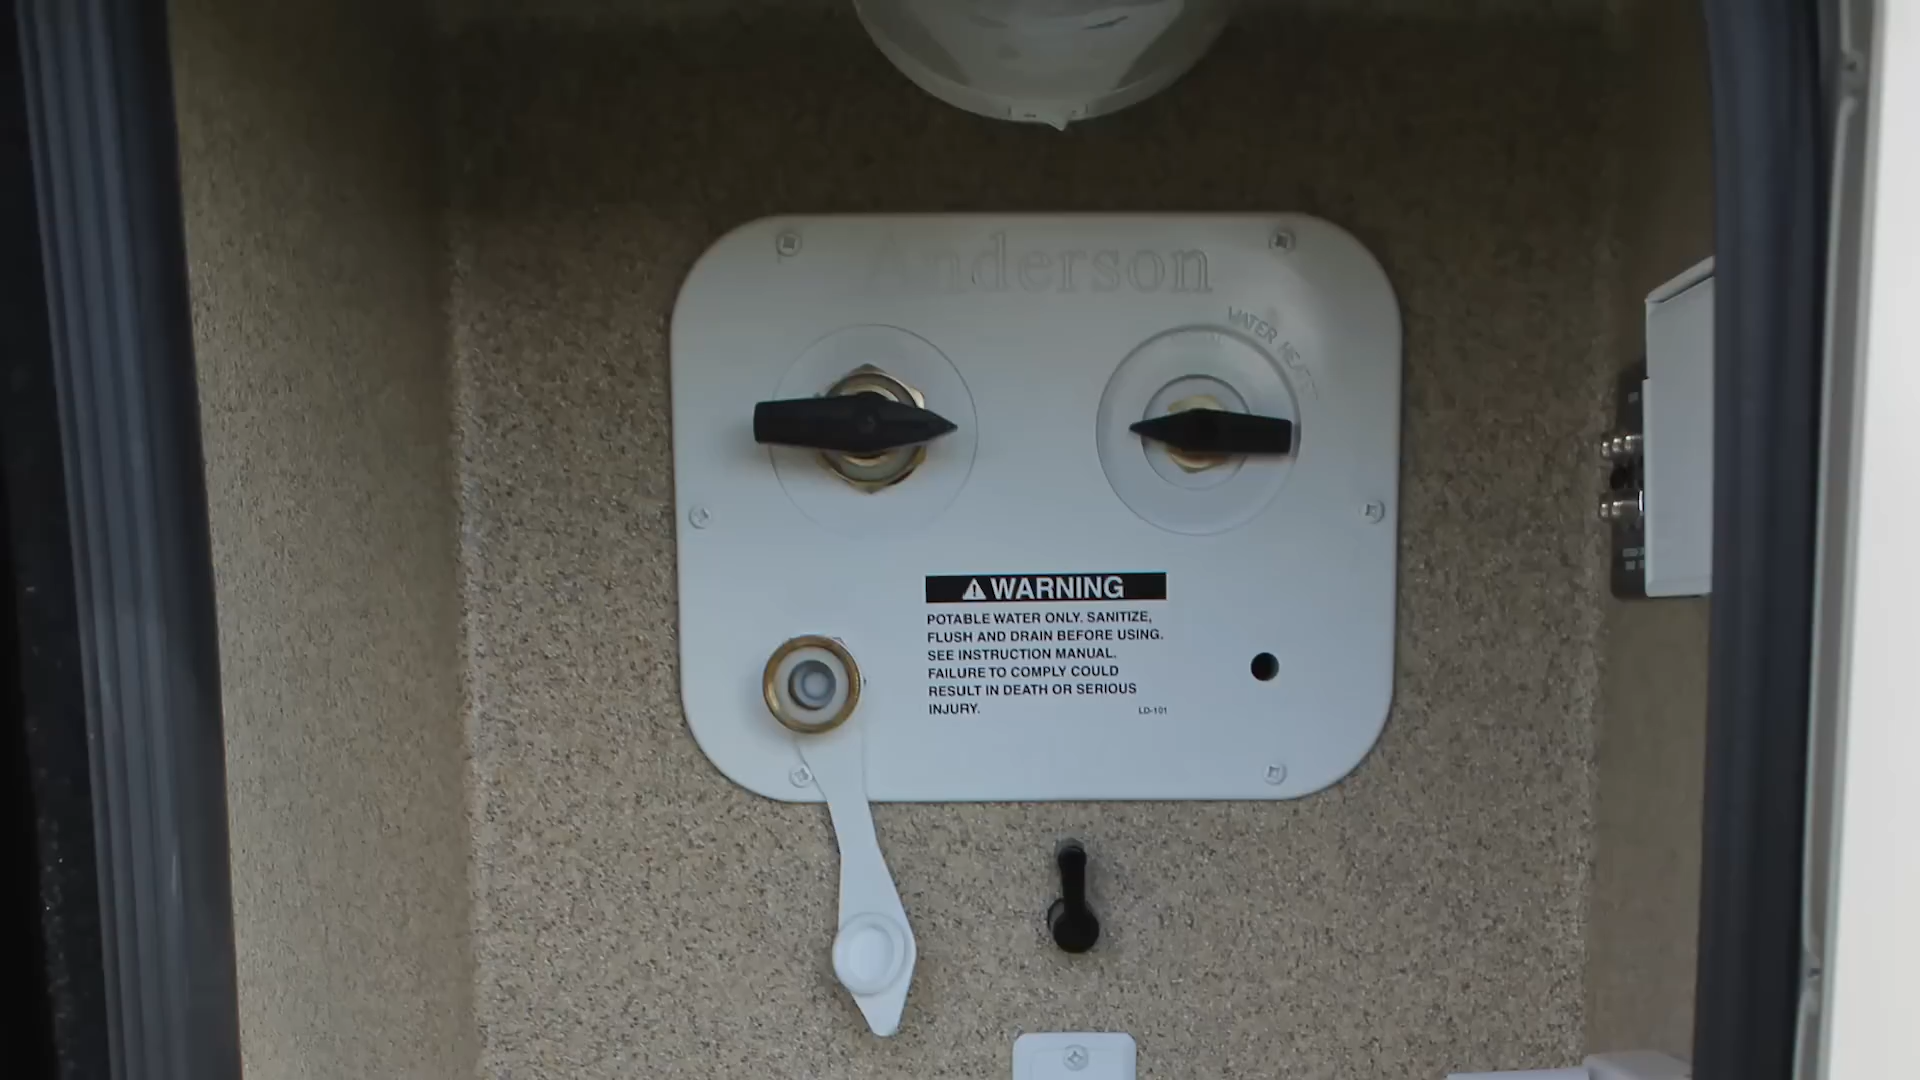 Anderson
WATER HEATER
WARNING
POTABLE WATER ONLY. SANITIZE,
FLUSH AND DRAIN BEFORE USING.
SEE INSTRUCTION MANUAL.
FAILURE TO COMPLY COULD
RESULT IN DEATH OR SERIOUS
INJURY.
LD-101